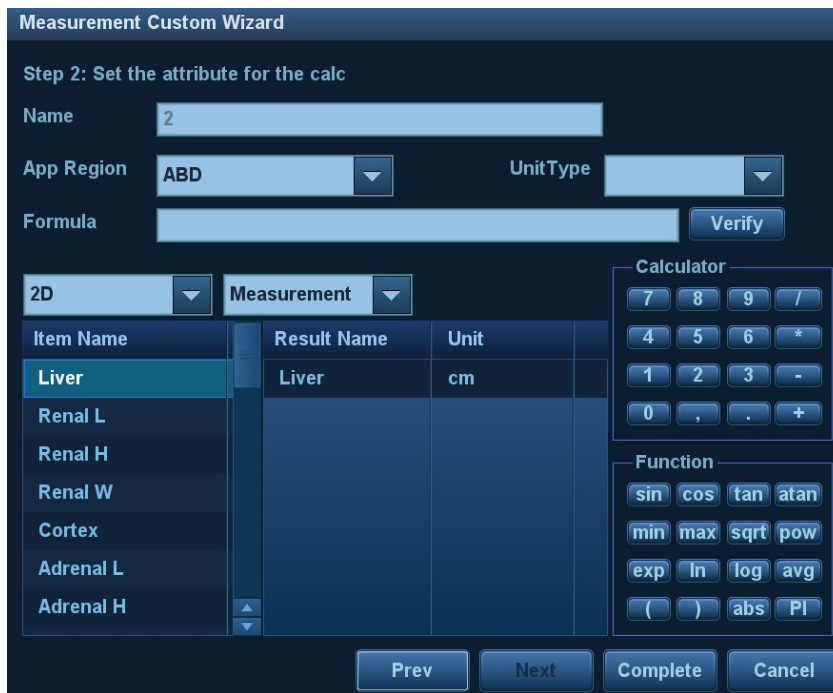 Measurement Custom Wizard
Step 2: Set the attribute for the calc
Name 2
App Region ABD UnitType
Formula Verify
2D Measurement
Item Name Result Name Unit
Liver Liver cm
Renal L
Renal H
Renal W
Cortex
Adrenal L
Adrenal H
Calculator
7 8 9 /
4 5 6 *
1 2 3 -
0 , . +
Function
sin cos tan atan
min max sqrt pow
exp ln log avg
( ) abs PI
Prev Next Complete Cancel